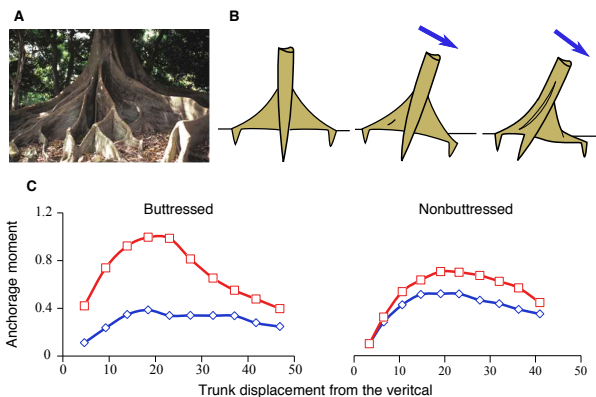 A
B
C
Buttressed
Nonbuttressed
Anchorage moment
1.2
0.8
0.4
0
0 10 20 30 40 50
0 10 20 30 40 50
Trunk displacement from the veritcal